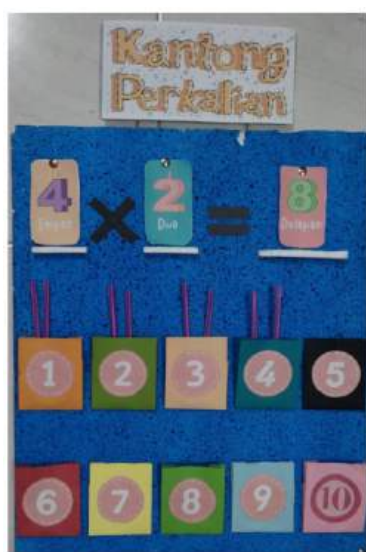 Kantong
Perkalian
4 × 2 = 8
Empat Dua Delapan
1 2 3 4 5
6 7 8 9 10